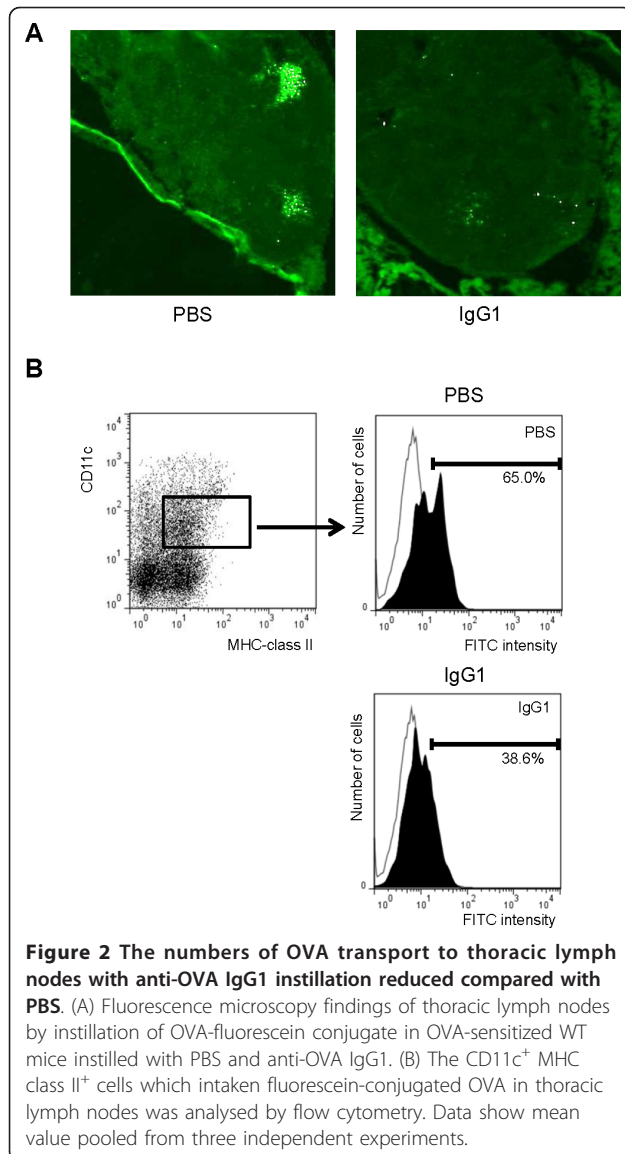 A
PBS
IgG1
B
PBS
CD11c
10⁴
10³
10²
10¹
10⁰
10⁰ 10¹ 10² 10³ 10⁴
MHC-class II
Number of cells
PBS
65.0%
0
10⁰ 10¹ 10² 10³ 10⁴
FITC intensity
IgG1
Number of cells
IgG1
38.6%
0
10⁰ 10¹ 10² 10³ 10⁴
FITC intensity
Figure 2 The numbers of OVA transport to thoracic lymph
nodes with anti-OVA IgG1 instillation reduced compared with
PBS. (A) Fluorescence microscopy findings of thoracic lymph nodes
by instillation of OVA-fluorescein conjugate in OVA-sensitized WT
mice instilled with PBS and anti-OVA IgG1. (B) The CD11c⁺ MHC
class II⁺ cells which intaken fluorescein-conjugated OVA in thoracic
lymph nodes was analysed by flow cytometry. Data show mean
value pooled from three independent experiments.